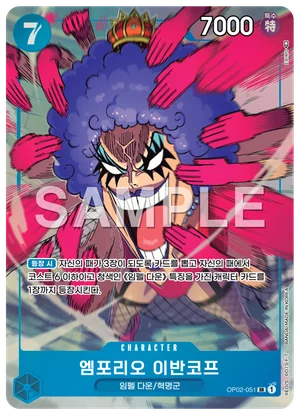 7
7000
특수
特
SAMPLE
등장 시 자신의 패가 3장이 되도록 카드를 뽑고 자신의 패에서
코스트 6 이하이고 청색인 《임펠 다운》 특징을 가진 캐릭터 카드를
1장까지 등장시킨다.
CHARACTER
엠포리오 이반코프
임펠 다운/혁명군
OP02-051 SR 1